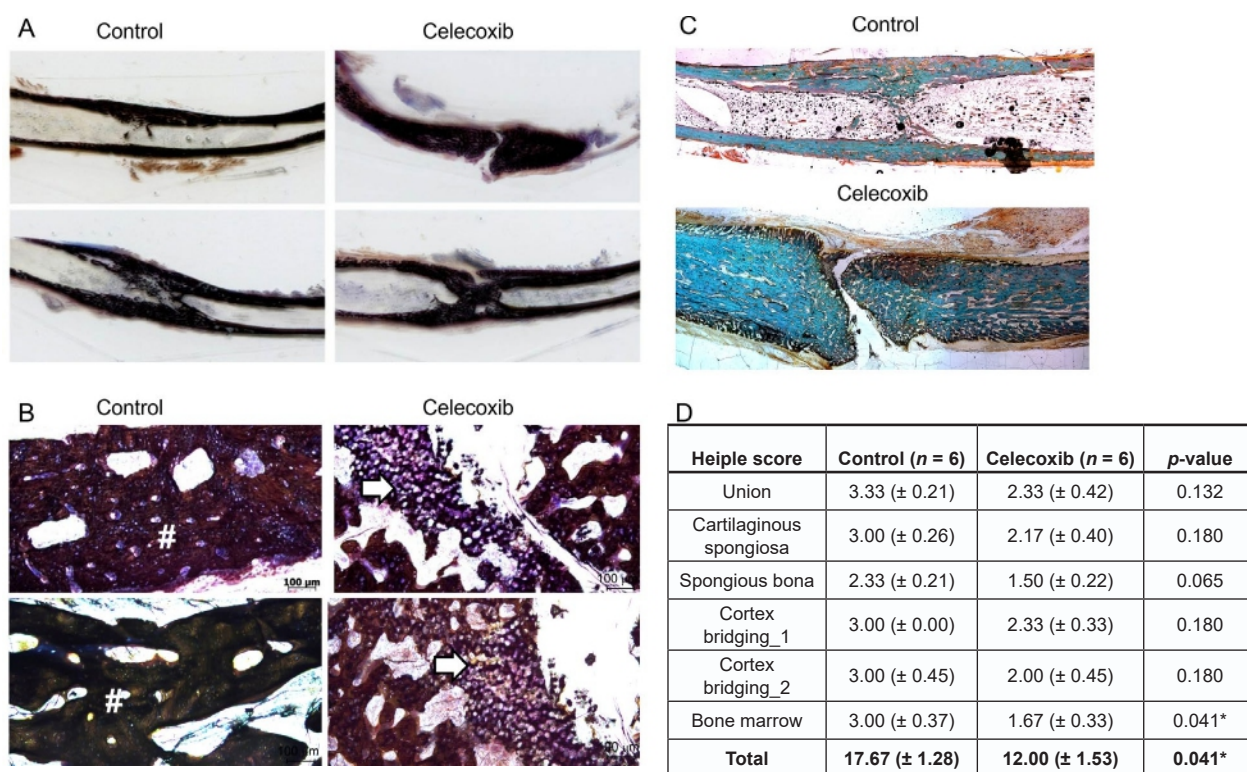 A
Control
Celecoxib
C
Control
Celecoxib
B
Control
Celecoxib
#
100 µm
100 µm
#
100 µm
D
Heiple score Control (n = 6) Celecoxib (n = 6) p-value
Union 3.33 (± 0.21) 2.33 (± 0.42) 0.132
Cartilaginous
spongiosa 3.00 (± 0.26) 2.17 (± 0.40) 0.180
Spongious bona 2.33 (± 0.21) 1.50 (± 0.22) 0.065
Cortex
bridging_1 3.00 (± 0.00) 2.33 (± 0.33) 0.180
Cortex
bridging_2 3.00 (± 0.45) 2.00 (± 0.45) 0.180
Bone marrow 3.00 (± 0.37) 1.67 (± 0.33) 0.041*
Total 17.67 (± 1.28) 12.00 (± 1.53) 0.041*